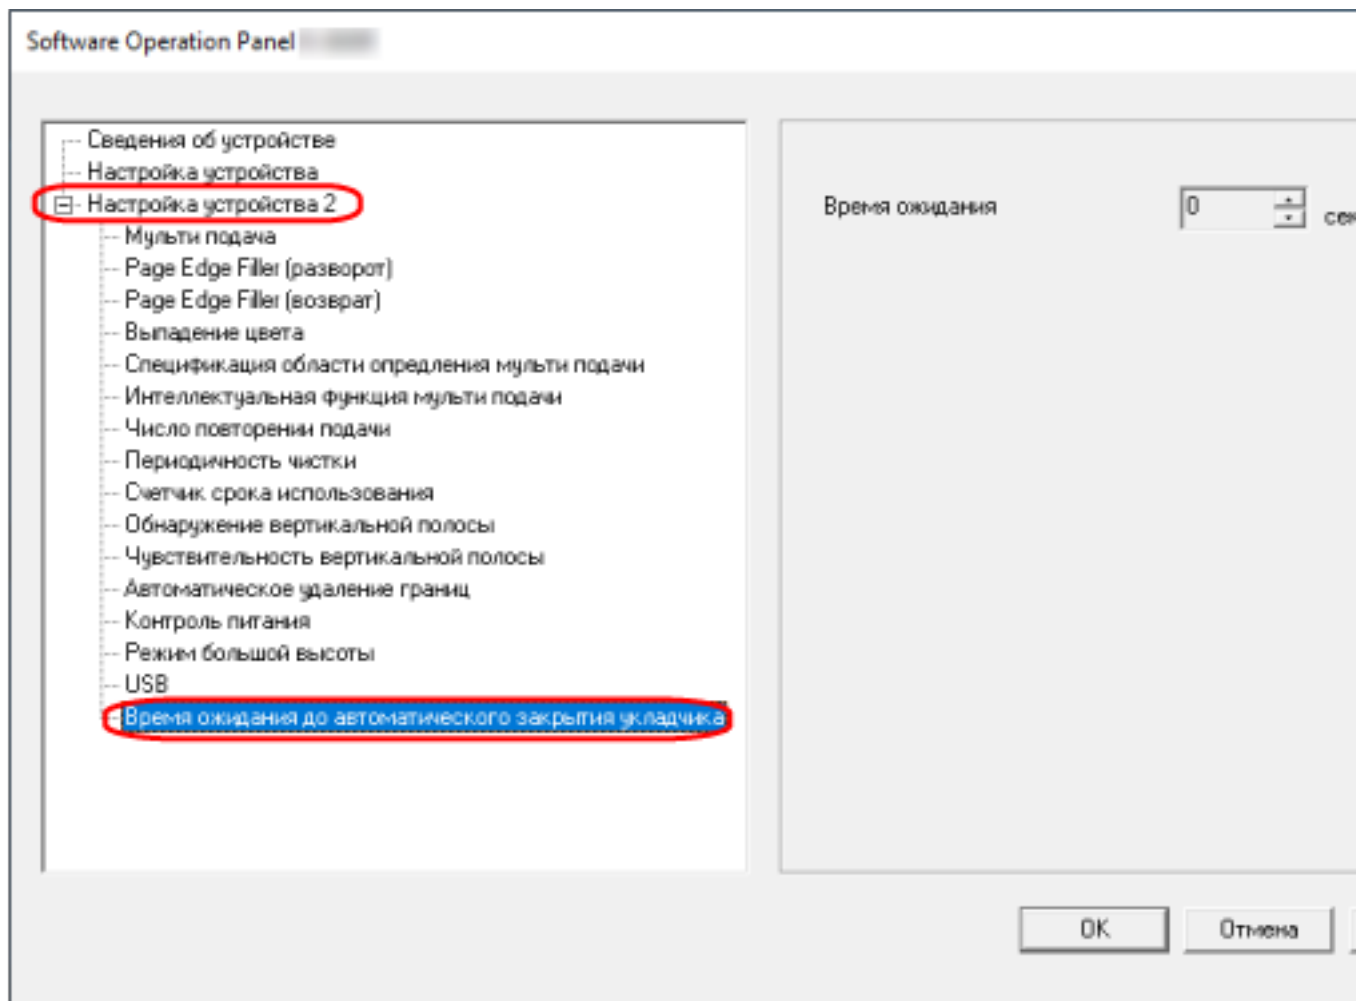 Software Operation Panel
Сведения об устройстве
Настройка устройства
Настройка устройства 2
Мульти подача
Page Edge Filler (разворот)
Page Edge Filler (возврат)
Выпадение цвета
Спецификация области опредления мульти подачи
Интеллектуальная функция мульти подачи
Число повторении подачи
Периодичность чистки
Счетчик срока использования
Обнаружение вертикальной полосы
Чувствительность вертикальной полосы
Автоматическое удаление границ
Контроль питания
Режим большой высоты
USB
Время ожидания до автоматического закрытия укладчика
Время ожидания
0
сек
OK
Отмена